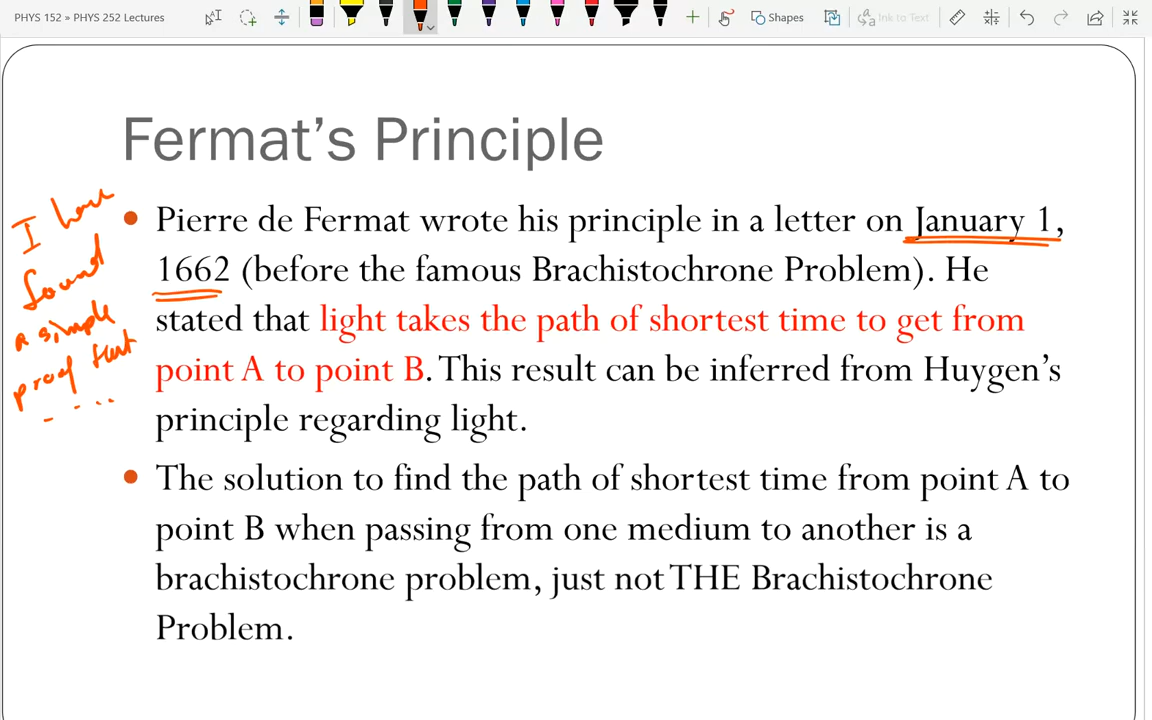 PHYS 152 » PHYS 252 Lectures
Shapes
Ink to Text
Fermat’s Principle
I have
found
a simple
proof that
- ....
Pierre de Fermat wrote his principle in a letter on January 1,
1662 (before the famous Brachistochrone Problem). He
stated that light takes the path of shortest time to get from
point A to point B. This result can be inferred from Huygen’s
principle regarding light.
The solution to find the path of shortest time from point A to
point B when passing from one medium to another is a
brachistochrone problem, just not THE Brachistochrone
Problem.